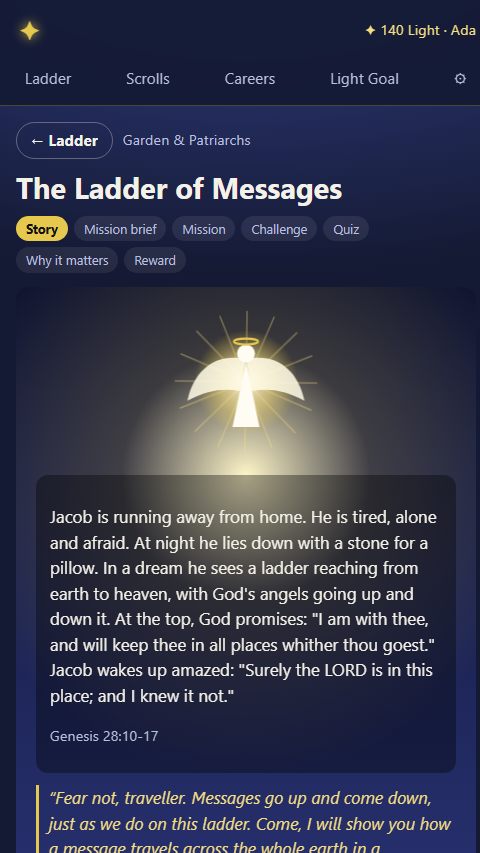 ✦ 140 Light · Ada
Ladder Scrolls Careers Light Goal
← Ladder Garden & Patriarchs
The Ladder of Messages
Story Mission brief Mission Challenge Quiz
Why it matters Reward
Jacob is running away from home. He is tired, alone
and afraid. At night he lies down with a stone for a
pillow. In a dream he sees a ladder reaching from
earth to heaven, with God's angels going up and
down it. At the top, God promises: "I am with thee,
and will keep thee in all places whither thou goest."
Jacob wakes up amazed: "Surely the LORD is in this
place; and I knew it not."
Genesis 28:10-17
“Fear not, traveller. Messages go up and come down,
just as we do on this ladder. Come, I will show you how
a message travels across the whole earth in a